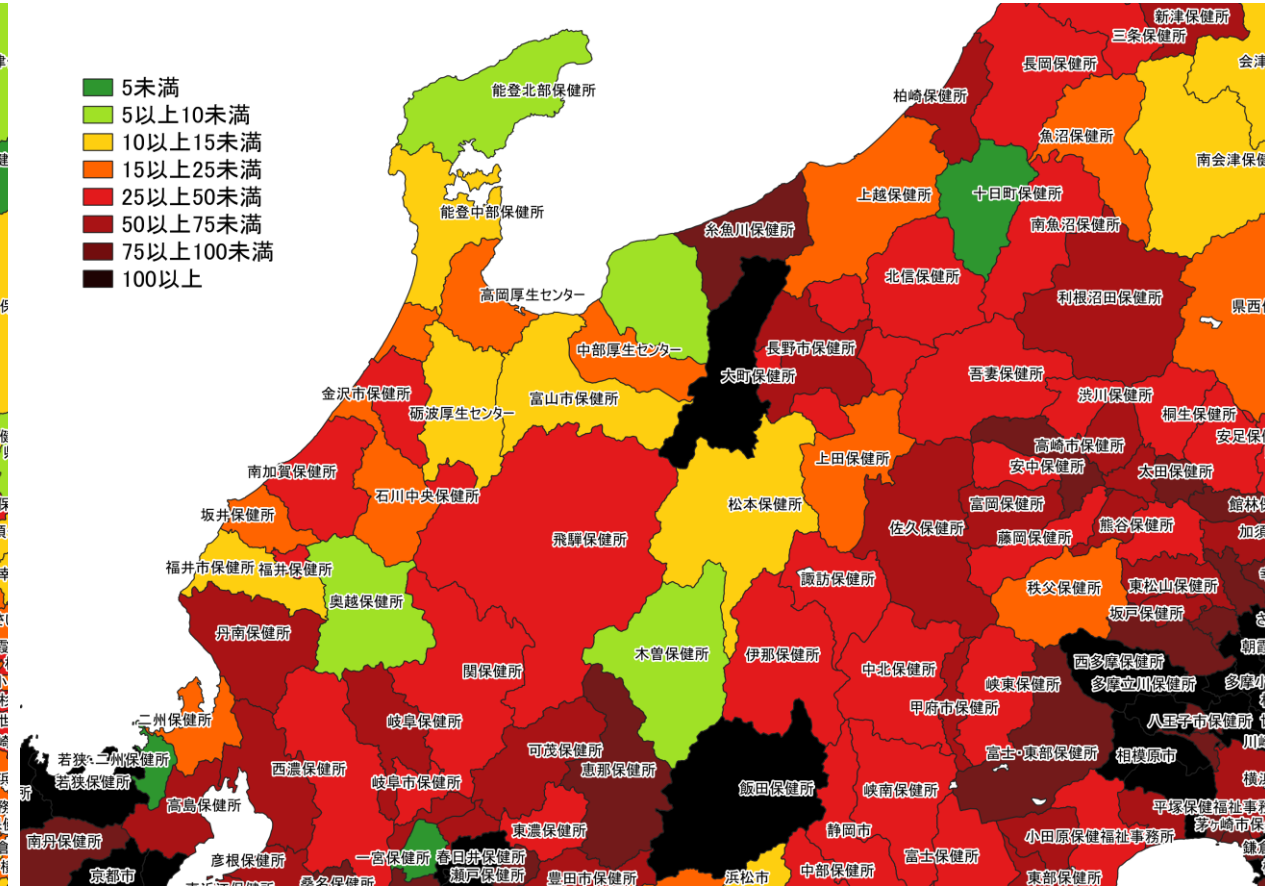 5未満
5以上10未満
10以上15未満
15以上25未満
25以上50未満
50以上75未満
75以上100未満
100以上
新津保健所
三条保健所
長岡保健所
柏崎保健所
魚沼保健所
南会津保健
能登北部保健所
能登中部保健所
高岡厚生センター
糸魚川保健所
上越保健所
十日町保健所
南魚沼保健所
北信保健所
利根沼田保健所
中部厚生センター
長野市保健所
大町保健所
金沢市保健所
砺波厚生センター
富山市保健所
吾妻保健所
渋川保健所
桐生保健所
高崎市保健所
安中保健所
太田保健所
上田保健所
南加賀保健所
石川中央保健所
坂井保健所
松本保健所
佐久保健所
富岡保健所
藤岡保健所
熊谷保健所
飛騨保健所
福井市保健所
福井保健所
奥越保健所
諏訪保健所
秩父保健所
東松山保健所
坂戸保健所
丹南保健所
木曽保健所
伊那保健所
中北保健所
峡東保健所
西多摩保健所
多摩立川保健所
関保健所
甲府市保健所
二州保健所
岐阜保健所
八王子市保健所
可茂保健所
恵那保健所
富士・東部保健所
相模原市
若狭・二州保健所
若狭保健所
西濃保健所
岐阜市保健所
飯田保健所
峡南保健所
高島保健所
東濃保健所
静岡市
小田原保健福祉事務所
南丹保健所
彦根保健所
一宮保健所
春日井保健所
瀬戸保健所
豊田市保健所
中部保健所
富士保健所
京都市
桑名保健所
浜松市
東部保健所